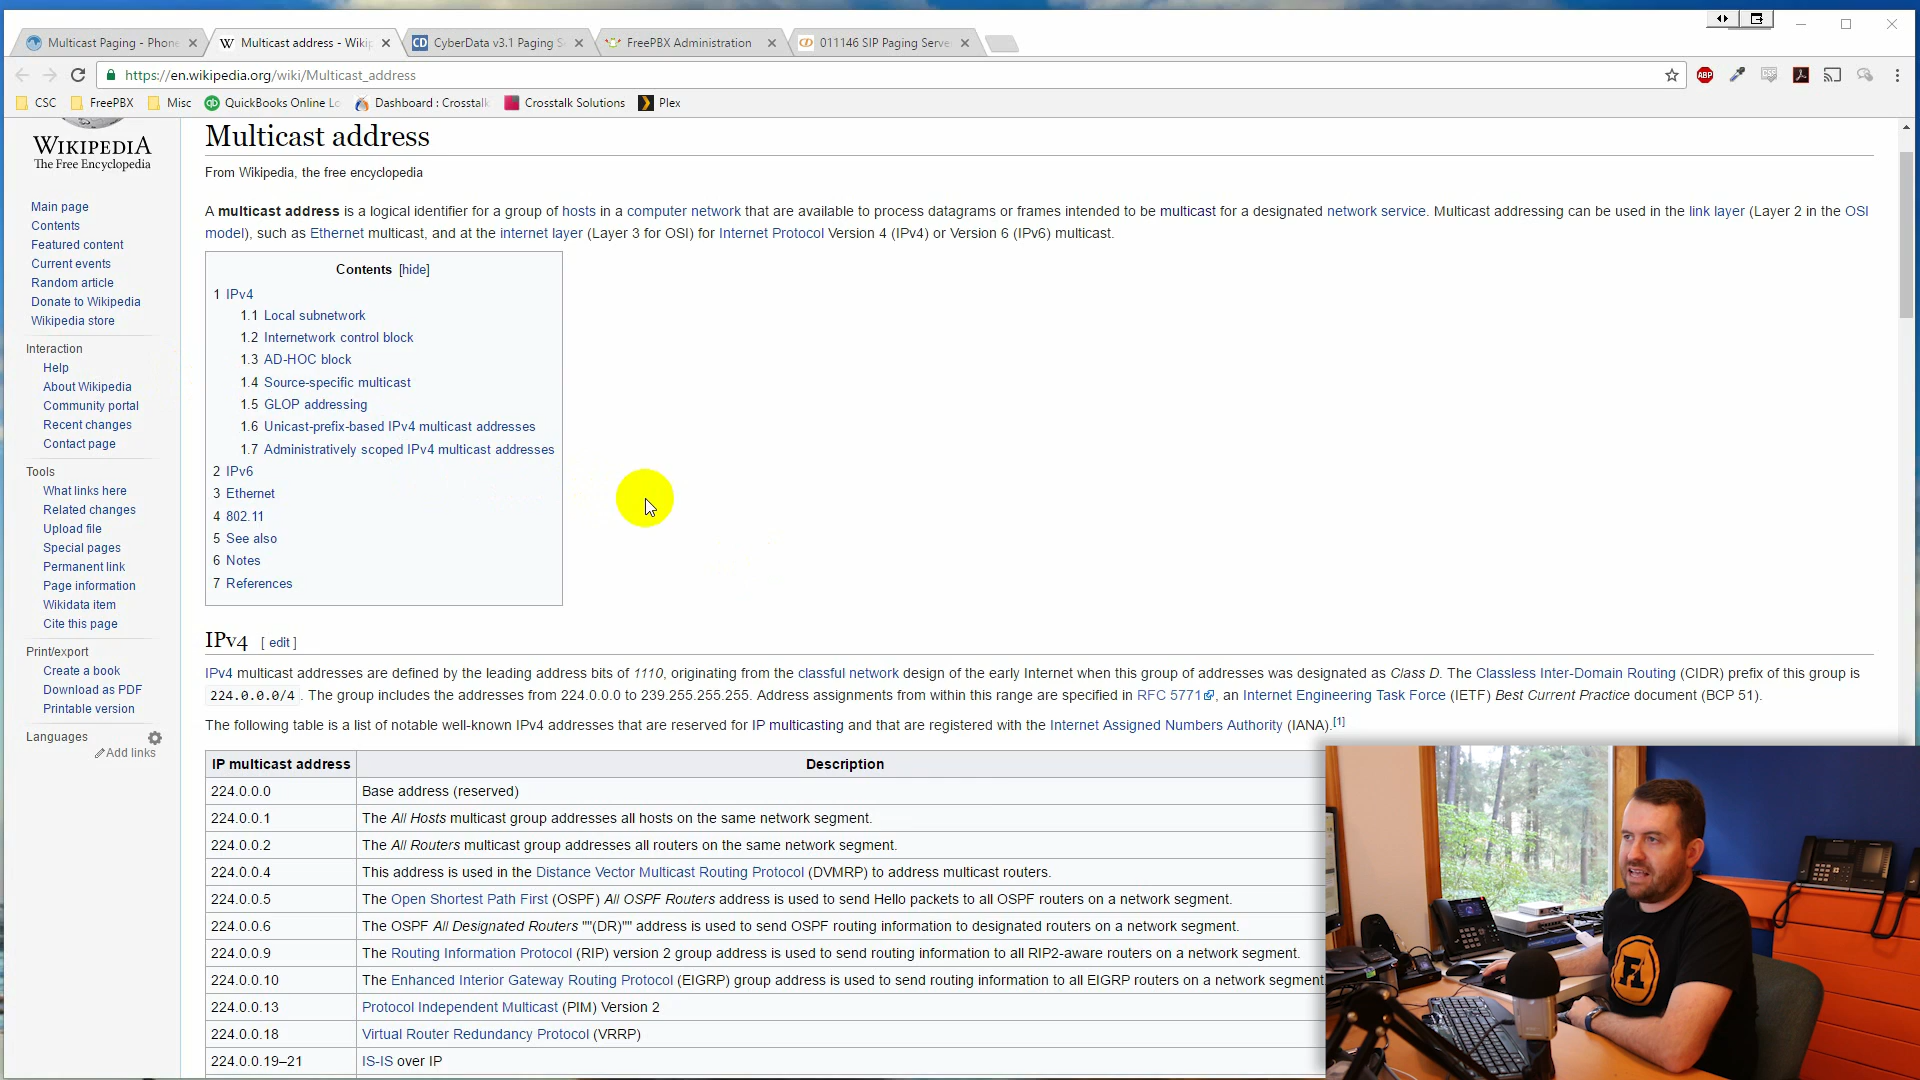 Multicast Paging - Phone
Multicast address - Wiki
CyberData v3.1 Paging S
FreePBX Administration
011146 SIP Paging Serve
https://en.wikipedia.org/wiki/Multicast_address
ABP
CSC
FreePBX
Misc
QuickBooks Online Lo
Dashboard : Crosstalk
Crosstalk Solutions
Plex
WIKIPEDIA
The Free Encyclopedia
Main page
Contents
Featured content
Current events
Random article
Donate to Wikipedia
Wikipedia store
Interaction
Help
About Wikipedia
Community portal
Recent changes
Contact page
Tools
What links here
Related changes
Upload file
Special pages
Permanent link
Page information
Wikidata item
Cite this page
Print/export
Create a book
Download as PDF
Printable version
Languages
Add links
Multicast address
From Wikipedia, the free encyclopedia
A multicast address is a logical identifier for a group of hosts in a computer network that are available to process datagrams or frames intended to be multicast for a designated network service. Multicast addressing can be used in the link layer (Layer 2 in the OSI
model), such as Ethernet multicast, and at the internet layer (Layer 3 for OSI) for Internet Protocol Version 4 (IPv4) or Version 6 (IPv6) multicast.
Contents [hide]
1 IPv4
1.1 Local subnetwork
1.2 Internetwork control block
1.3 AD-HOC block
1.4 Source-specific multicast
1.5 GLOP addressing
1.6 Unicast-prefix-based IPv4 multicast addresses
1.7 Administratively scoped IPv4 multicast addresses
2 IPv6
3 Ethernet
4 802.11
5 See also
6 Notes
7 References
IPv4 [ edit ]
IPv4 multicast addresses are defined by the leading address bits of 1110, originating from the classful network design of the early Internet when this group of addresses was designated as Class D. The Classless Inter-Domain Routing (CIDR) prefix of this group is
224.0.0.0/4 . The group includes the addresses from 224.0.0.0 to 239.255.255.255. Address assignments from within this range are specified in RFC 5771, an Internet Engineering Task Force (IETF) Best Current Practice document (BCP 51).
The following table is a list of notable well-known IPv4 addresses that are reserved for IP multicasting and that are registered with the Internet Assigned Numbers Authority (IANA).[1]
IP multicast address Description
224.0.0.0 Base address (reserved)
224.0.0.1 The All Hosts multicast group addresses all hosts on the same network segment.
224.0.0.2 The All Routers multicast group addresses all routers on the same network segment.
224.0.0.4 This address is used in the Distance Vector Multicast Routing Protocol (DVMRP) to address multicast routers.
224.0.0.5 The Open Shortest Path First (OSPF) All OSPF Routers address is used to send Hello packets to all OSPF routers on a network segment.
224.0.0.6 The OSPF All Designated Routers ""(DR)"" address is used to send OSPF routing information to designated routers on a network segment.
224.0.0.9 The Routing Information Protocol (RIP) version 2 group address is used to send routing information to all RIP2-aware routers on a network segment.
224.0.0.10 The Enhanced Interior Gateway Routing Protocol (EIGRP) group address is used to send routing information to all EIGRP routers on a network segment
224.0.0.13 Protocol Independent Multicast (PIM) Version 2
224.0.0.18 Virtual Router Redundancy Protocol (VRRP)
224.0.0.19–21 IS-IS over IP